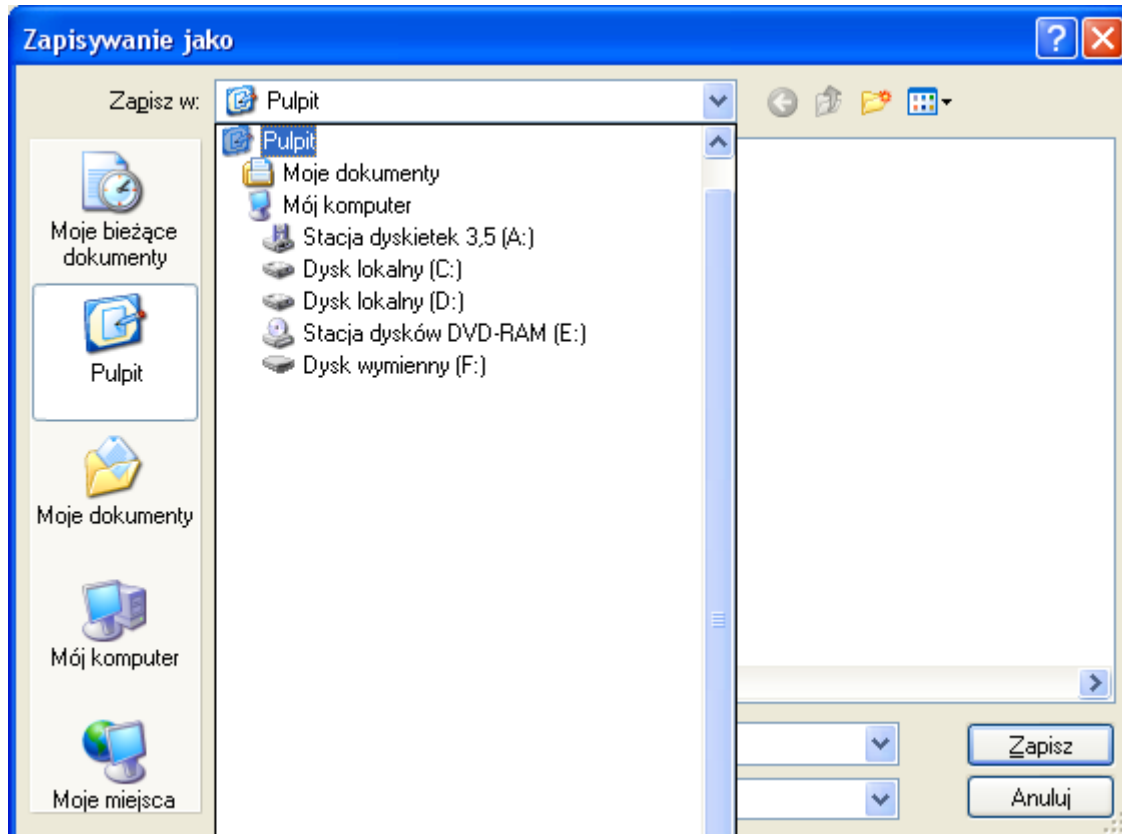 Zapisywanie jako
Zapisz w:
Pulpit
Pulpit
Moje dokumenty
Mój komputer
Stacja dyskietek 3,5 (A:)
Dysk lokalny (C:)
Dysk lokalny (D:)
Stacja dysków DVD-RAM (E:)
Dysk wymienny (F:)
Moje bieżące
dokumenty
Pulpit
Moje dokumenty
Mój komputer
Moje miejsca
Zapisz
Anuluj